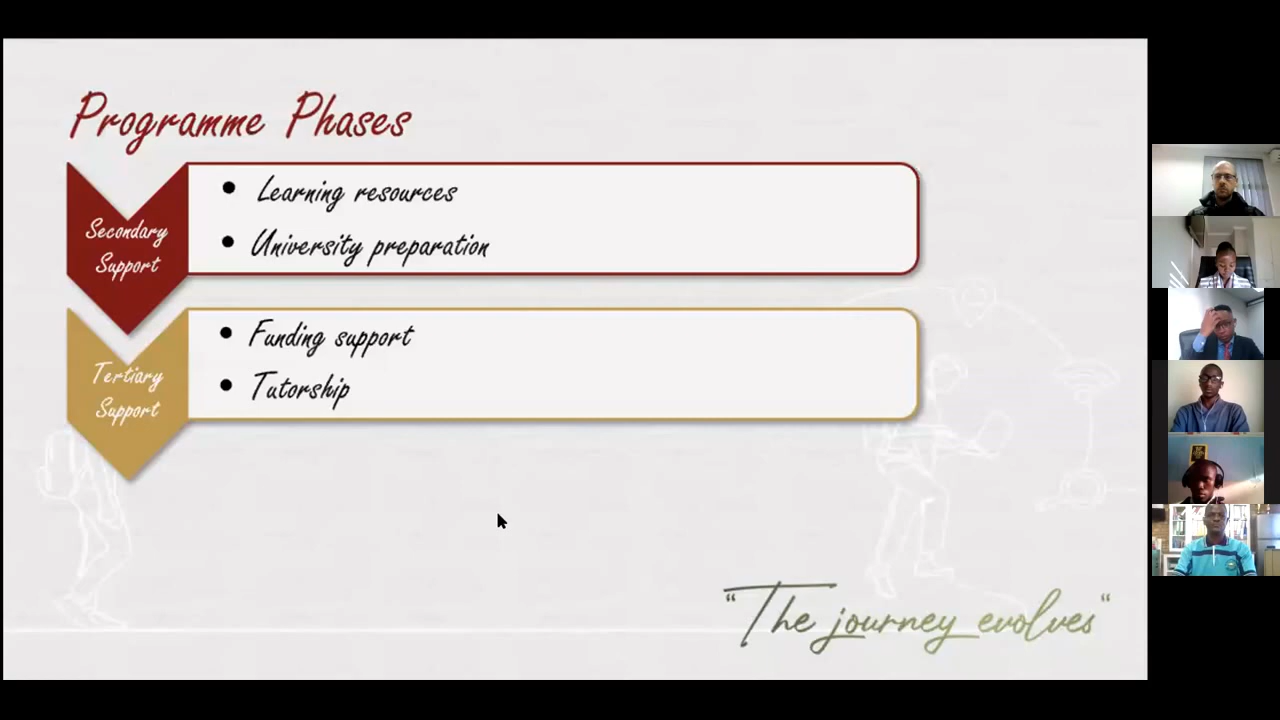 Programme Phases
Secondary
Support
• Learning resources
• University preparation
Tertiary
Support
• Funding support
• Tutorship
“The journey evolves“